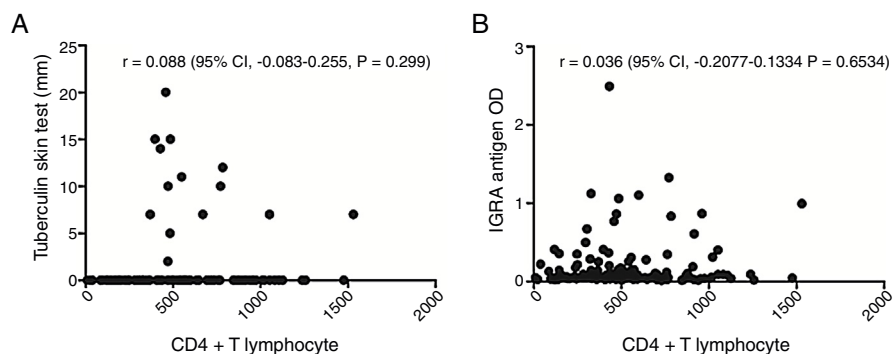 A
r = 0.088 (95% CI, -0.083-0.255, P = 0.299)
Tuberculin skin test (mm)
25
20
15
10
5
0
0
500
1000
1500
2000
CD4 + T lymphocyte
B
r = 0.036 (95% CI, -0.2077-0.1334 P = 0.6534)
IGRA antigen OD
3
2
1
0
0
500
1000
1500
2000
CD4 + T lymphocyte